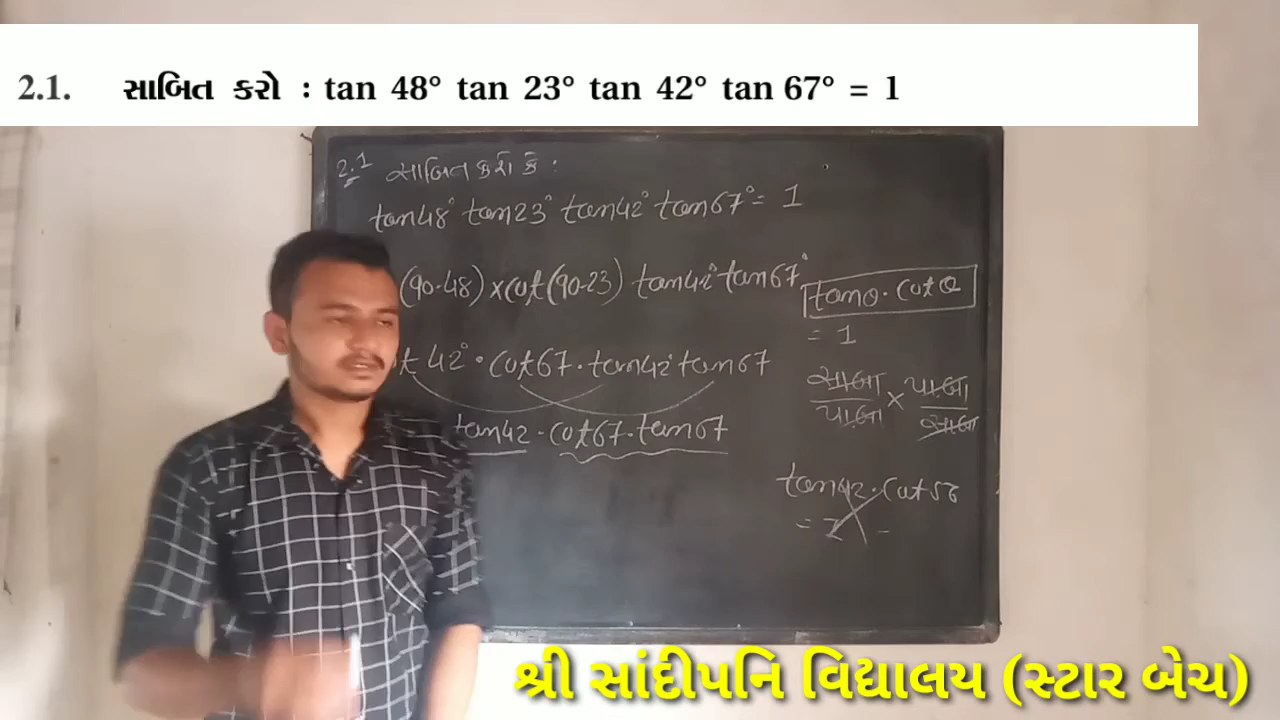 2.1. સાબિત કરો : tan 48° tan 23° tan 42° tan 67° = 1
2.1 સાબિત કરો કે :
tan48° tan23° tan42° tan67° = 1
(90-48) × cot (90-23) tan42° tan67°
t 42° · cot67 · tan42° tan67
tan42 · cot67 · tan67
tanθ · cotθ
= 1
સાબા/પાબા × પાબા/સાબા
tan42 · cot
=
શ્રી સાંદીપનિ વિદ્યાલય (સ્ટાર બેચ)